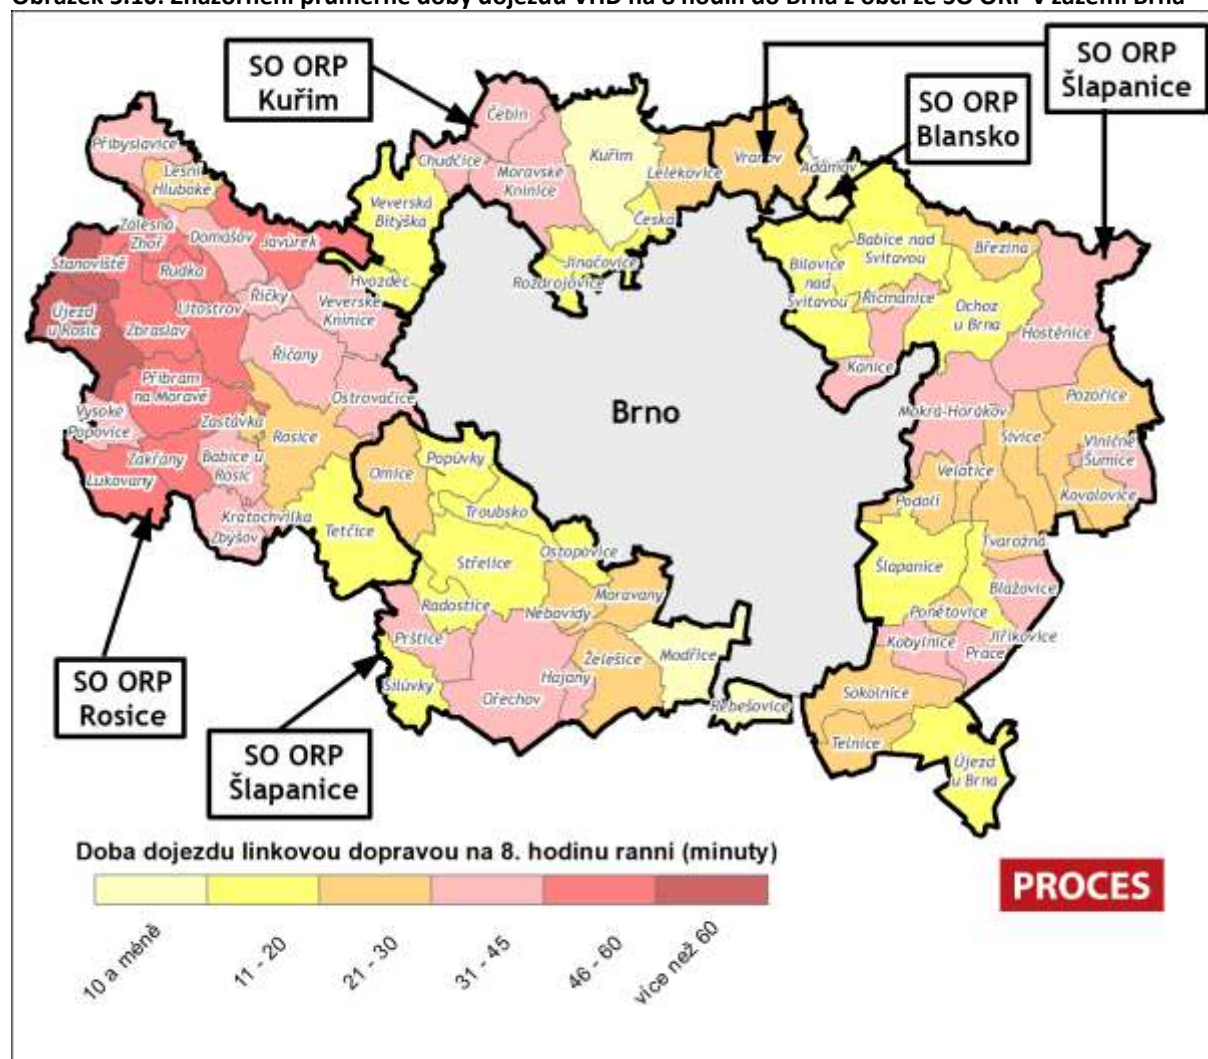 Obrázek 5.10: Znázornění průměrné doby dojezdu VHD na 8 hodin do Brna z obcí ze SO ORP v zázemí Brna
SO ORP
Kuřim
SO ORP
Šlapanice
SO ORP
Blansko
Přibyslavice
Čebín
Lesní
Hluboké
Chudčice
Moravské
Knínice
Kuřim
Lelekovice
Vranov
Adamov
Veverská
Bítýška
Česká
Zálesná
Zhoř
Domašov
Javůrek
Stanoviště
Rudka
Jinačovice
Rozdrojovice
Babice nad
Svitavou
Březina
Bílovice
nad
Svitavou
Řícmanice
Ochoz
u Brna
Hvozdec
Říčky
Veverské
Knínice
Litostrov
Újezd
u Rosic
Zbraslav
Hostěnice
Kanice
Říčany
Příbram
na Moravě
Ostrovačice
Vysoké
Popovice
Zastávka
Rosice
Brno
Mokrá-Horákov
Pozořice
Sivice
Viničné
Šumice
Zakřany
Babice u
Rosic
Lukovany
Omice
Popůvky
Velatice
Kovalovice
Podolí
Troubsko
Kratochvilka
Zbýšov
Tetčice
Ostopovice
Tvarožná
Střelice
Šlapanice
Blažovice
Radostice
Nebovidy
Moravany
Ponětovice
Prštice
Kobylnice
Jiříkovice
Prace
Modřice
Želešice
Hajany
Silůvky
Ořechov
Sokolnice
Rebešovice
Telnice
Újezd
u Brna
SO ORP
Rosice
SO ORP
Šlapanice
Doba dojezdu linkovou dopravou na 8. hodinu ranní (minuty)
PROCES
10 a méně
11 - 20
21 - 30
31 - 45
46 - 60
více než 60